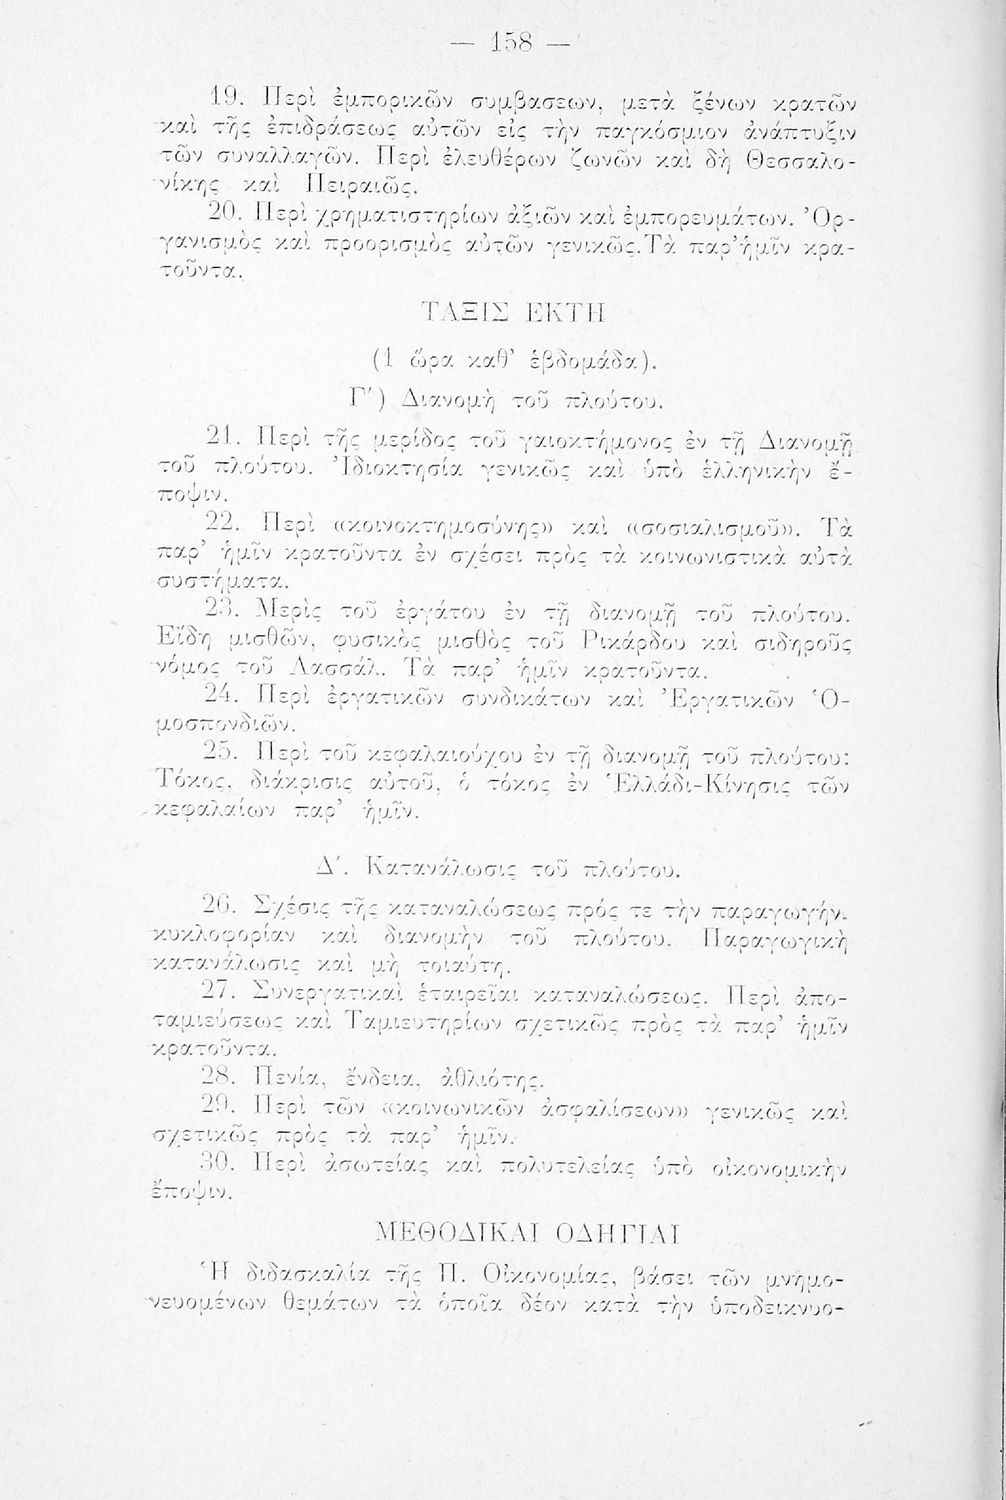 — 158 —
19. Περὶ ἐμπορικῶν συμβασεων, μετὰ ξένων κρατῶν
καὶ τῆς ἐπιδράσεως αὐτῶν εἰς τὴν παγκόσμιον ἀνάπτυξιν
τῶν συναλλαγῶν. Περὶ ἐλευθέρων ζωνῶν καὶ δὴ Θεσσαλο-
νίκης καὶ Πειραιῶς.
20. Περὶ χρηματιστηρίων ἀξιῶν καὶ ἐμπορευμάτων. Ὀρ-
γανισμὸς καὶ προορισμὸς αὐτῶν γενικῶς.Τὰ παρ’ἡμῖν κρα-
τοῦντα.
ΤΑΞΙΣ ΕΚΤΗ
(1 ὥρα καθ’ ἑβδομάδα).
Γ′) Διανομὴ τοῦ πλούτου.
21. Περὶ τῆς μερίδος τοῦ γαιοκτήμονος ἐν τῇ Διανομῇ
τοῦ πλούτου. Ἰδιοκτησία γενικῶς καὶ ὑπὸ ἑλληνικὴν ἔ-
ποψιν.
22. Περὶ «κοινοκτημοσύνης» καὶ «σοσιαλισμοῦ». Τὰ
παρ’ ἡμῖν κρατοῦντα ἐν σχέσει πρὸς τὰ κοινωνιστικὰ αὐτὰ
συστήματα.
23. Μερὶς τοῦ ἐργάτου ἐν τῇ διανομῇ τοῦ πλούτου.
Εἴδη μισθῶν, φυσικὸς μισθὸς τοῦ Ρικάρδου καὶ σιδηροῦς
νόμος τοῦ Λασσάλ. Τὰ παρ’ ἡμῖν κρατοῦντα.
24. Περὶ ἐργατικῶν συνδικάτων καὶ Ἐργατικῶν Ὁ-
μοσπονδιῶν.
25. Περὶ τοῦ κεφαλαιούχου ἐν τῇ διανομῇ τοῦ πλούτου:
Τόκος, διάκρισις αὐτοῦ, ὁ τόκος ἐν Ἑλλάδι-Κίνησις τῶν
κεφαλαίων παρ’ ἡμῖν.
Δ′. Κατανάλωσις τοῦ πλούτου.
26. Σχέσις τῆς καταναλώσεως πρός τε τὴν παραγωγήν,
κυκλοφορίαν καὶ διανομὴν τοῦ πλούτου. Παραγωγικὴ
κατανάλωσις καὶ μὴ τοιαύτη.
27. Συνεργατικαὶ ἑταιρεῖαι καταναλώσεως. Περὶ ἀπο-
ταμιεύσεως καὶ Ταμιευτηρίων σχετικῶς πρὸς τὰ παρ’ ἡμῖν
κρατοῦντα.
28. Πενία, ἔνδεια, ἀθλιότης.
29. Περὶ τῶν «κοινωνικῶν ἀσφαλίσεων» γενικῶς καὶ
σχετικῶς πρὸς τὰ παρ’ ἡμῖν.
30. Περὶ ἀσωτείας καὶ πολυτελείας ὑπὸ οἰκονομικὴν
ἔποψιν.
ΜΕΘΟΔΙΚΑΙ ΟΔΗΓΙΑΙ
Ἡ διδασκαλία τῆς Π. Οἰκονομίας, βάσει τῶν μνημο-
νευομένων θεμάτων τὰ ὁποῖα δέον κατὰ τὴν ὑποδεικνυο-